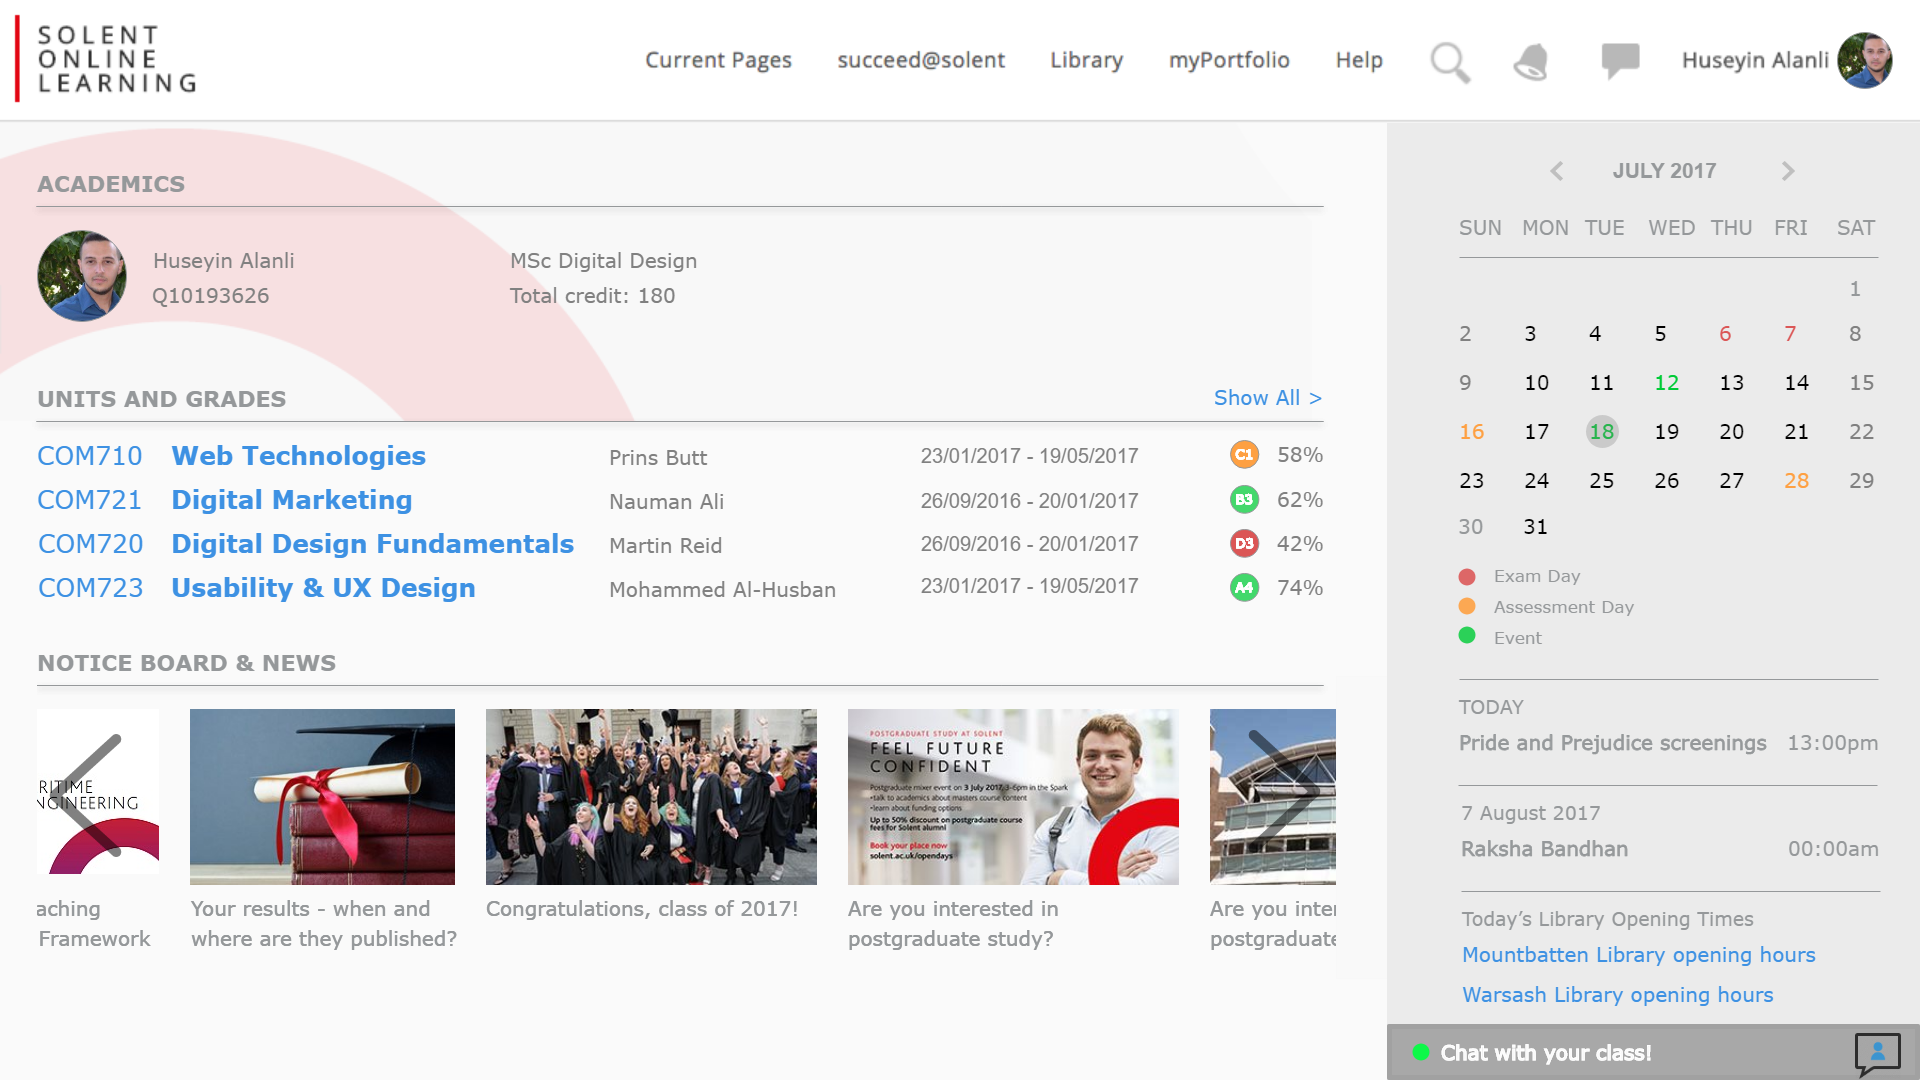 SOLENT
ONLINE
LEARNING
Current Pages succeed@solent Library myPortfolio Help Huseyin Alanli
ACADEMICS
Huseyin Alanli MSc Digital Design
Q10193626 Total credit: 180
UNITS AND GRADES Show All >
COM710 Web Technologies Prins Butt 23/01/2017 - 19/05/2017 C1 58%
COM721 Digital Marketing Nauman Ali 26/09/2016 - 20/01/2017 B3 62%
COM720 Digital Design Fundamentals Martin Reid 26/09/2016 - 20/01/2017 D3 42%
COM723 Usability & UX Design Mohammed Al-Husban 23/01/2017 - 19/05/2017 A4 74%
NOTICE BOARD & NEWS
RITIME
NGINEERING
POSTGRADUATE STUDY AT SOLENT
FEEL FUTURE
CONFIDENT
Postgraduate mixer event on 3 July 2017, 3-6pm in the Spark
•talk to academics about masters course content
•learn about funding options
Up to 50% discount on postgraduate course
fees for Solent alumni
Book your place now
solent.ac.uk/opendays
aching
Framework
Your results - when and
where are they published?
Congratulations, class of 2017!
Are you interested in
postgraduate study?
Are you inter
postgraduate
< JULY 2017 >
SUN MON TUE WED THU FRI SAT
1
2 3 4 5 6 7 8
9 10 11 12 13 14 15
16 17 18 19 20 21 22
23 24 25 26 27 28 29
30 31
Exam Day
Assessment Day
Event
TODAY
Pride and Prejudice screenings 13:00pm
7 August 2017
Raksha Bandhan 00:00am
Today’s Library Opening Times
Mountbatten Library opening hours
Warsash Library opening hours
Chat with your class!